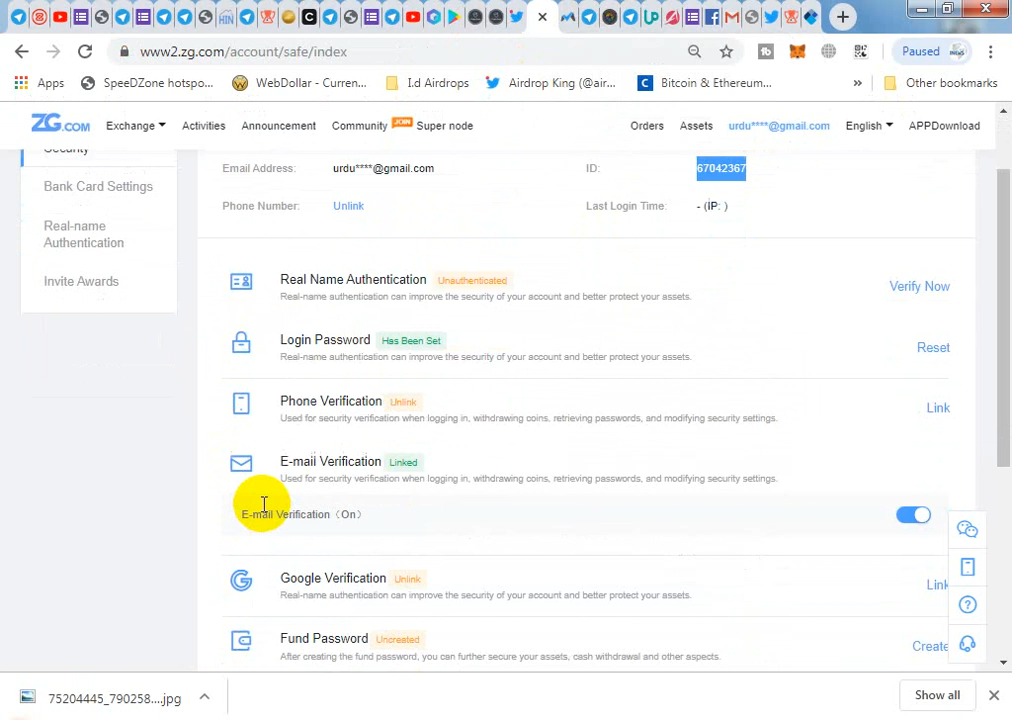 Paused
www2.zg.com/account/safe/index
Apps
SpeeDZone hotspo...
WebDollar - Curren...
I.d Airdrops
Airdrop King (@air...
Bitcoin & Ethereum...
»
Other bookmarks
ZG.COM
Exchange
Activities
Announcement
Community
JOIN
Super node
Orders
Assets
urdu****@gmail.com
English
APPDownload
Security
Bank Card Settings
Real-name
Authentication
Invite Awards
Email Address:
urdu****@gmail.com
ID:
67042367
Phone Number:
Unlink
Last Login Time:
- (IP: )
Real Name Authentication
Unauthenticated
Real-name authentication can improve the security of your account and better protect your assets.
Verify Now
Login Password
Has Been Set
Real-name authentication can improve the security of your account and better protect your assets.
Reset
Phone Verification
Unlink
Used for security verification when logging in, withdrawing coins, retrieving passwords, and modifying security settings.
Link
E-mail Verification
Linked
Used for security verification when logging in, withdrawing coins, retrieving passwords, and modifying security settings.
E-mail Verification（On）
Google Verification
Unlink
Real-name authentication can improve the security of your account and better protect your assets.
Link
Fund Password
Uncreated
After creating the fund password, you can further secure your assets, cash withdrawal and other aspects.
Create
75204445_790258....jpg
Show all